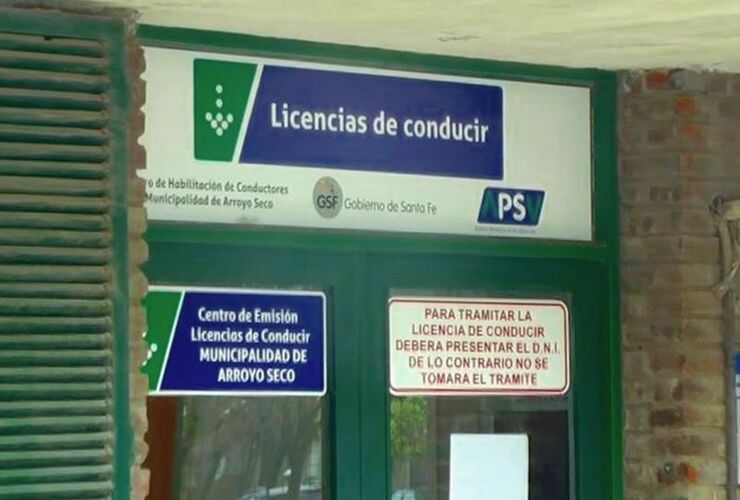 Licencias de conducir
ro de Habilitación de Conductores
Municipalidad de Arroyo Seco
GSF Gobierno de Santa Fe
APSV
Centro de Emisión
Licencias de Conducir
MUNICIPALIDAD DE
ARROYO SECO
PARA TRAMITAR LA
LICENCIA DE CONDUCIR
DEBERA PRESENTAR EL D.N.I.
DE LO CONTRARIO NO SE
TOMARA EL TRAMITE